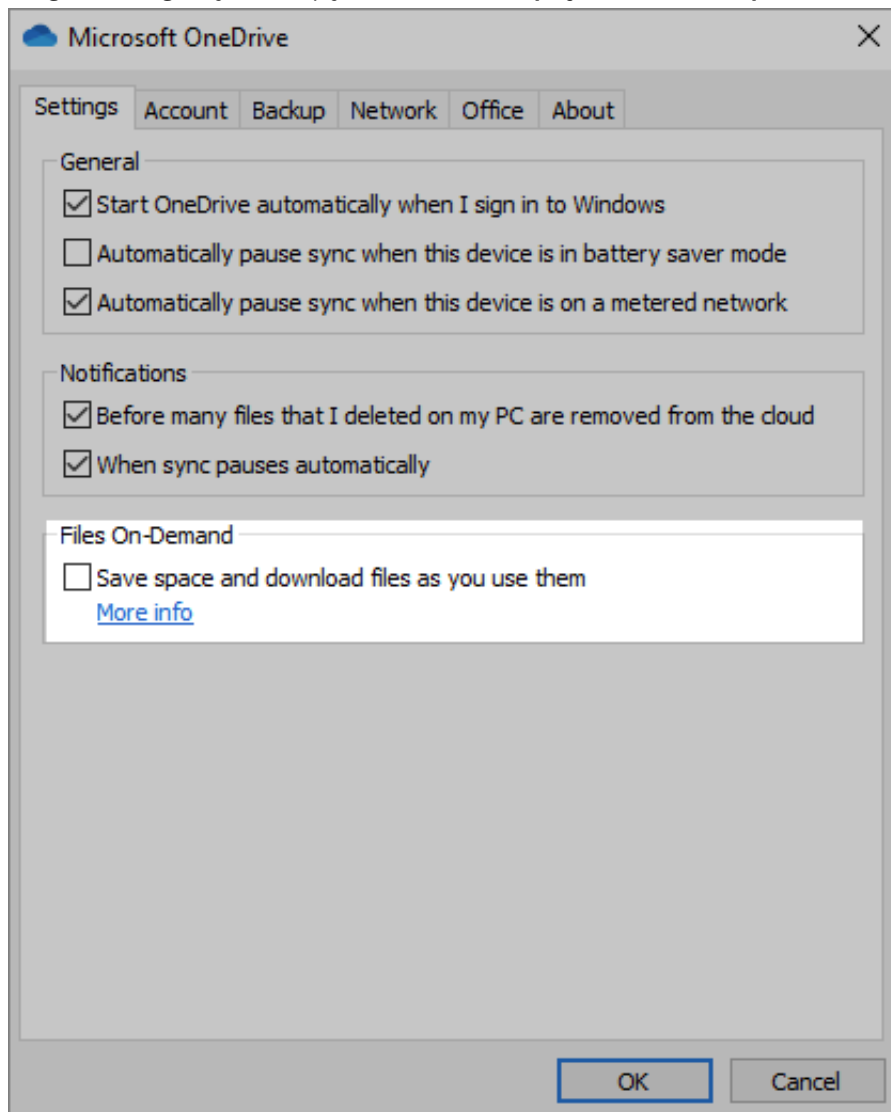 Microsoft OneDrive
Settings Account Backup Network Office About
General
Start OneDrive automatically when I sign in to Windows
Automatically pause sync when this device is in battery saver mode
Automatically pause sync when this device is on a metered network
Notifications
Before many files that I deleted on my PC are removed from the cloud
When sync pauses automatically
Files On-Demand
Save space and download files as you use them
More info
OK Cancel